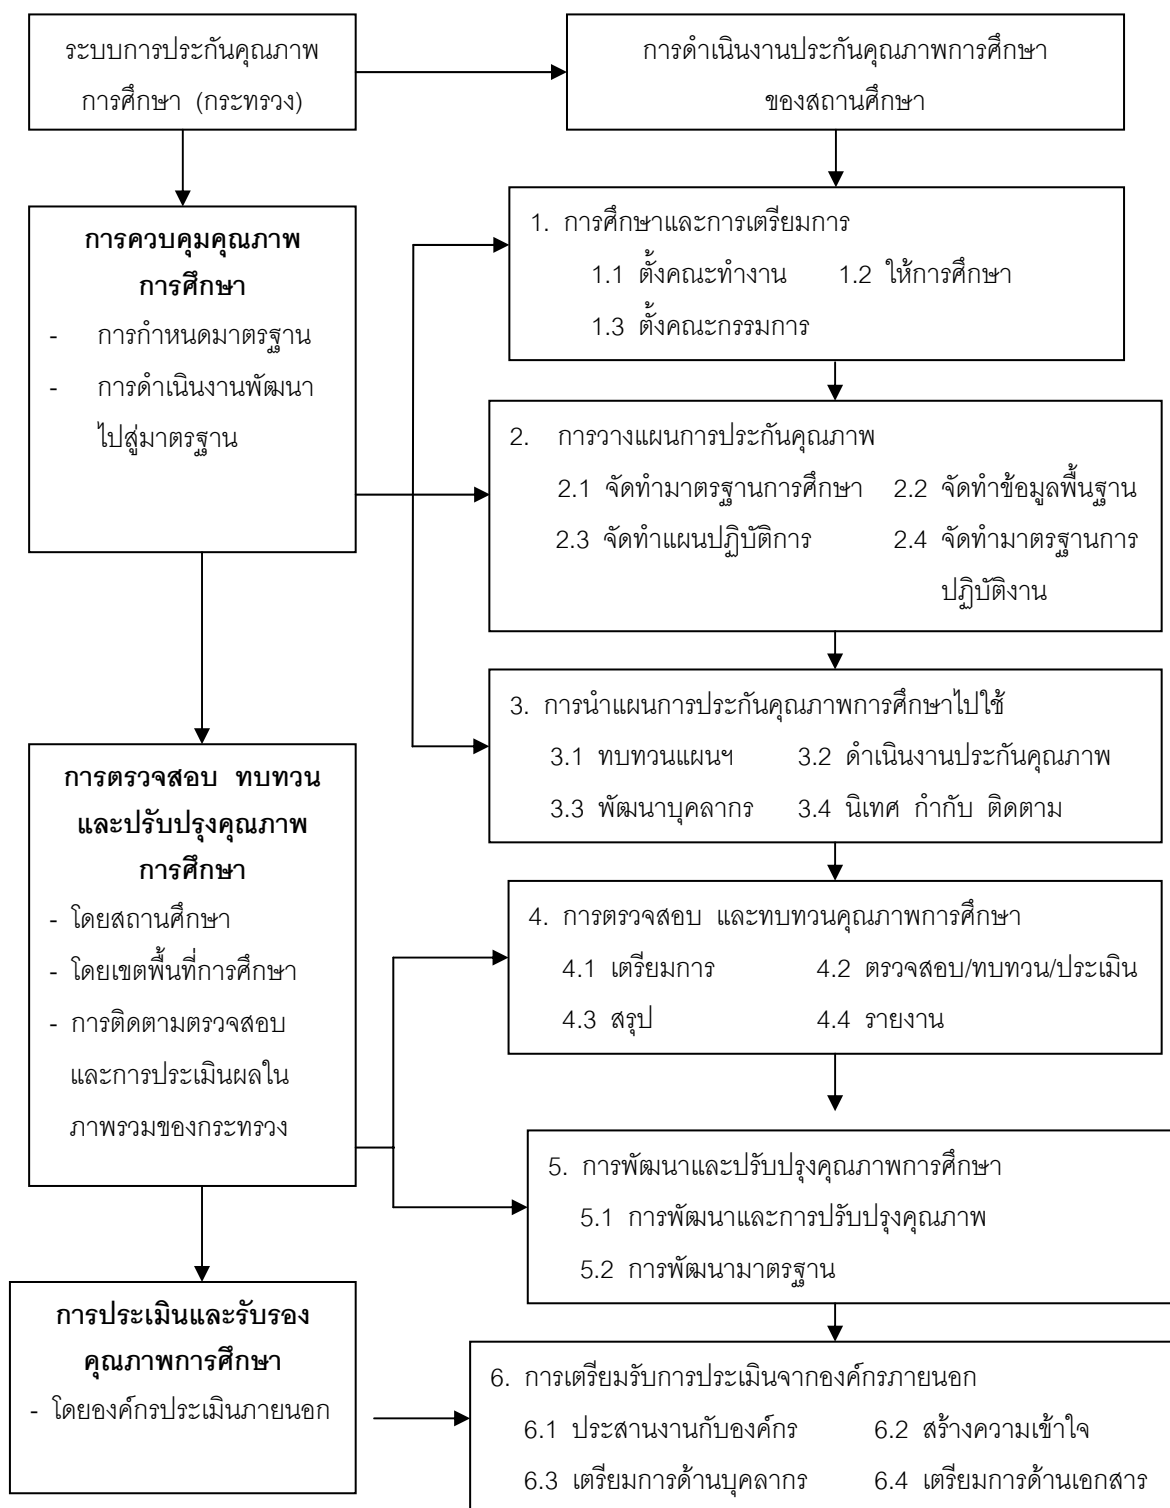 ระบบการประกันคุณภาพ
การศึกษา (กระทรวง)
การดำเนินงานประกันคุณภาพการศึกษา
ของสถานศึกษา
การควบคุมคุณภาพ
การศึกษา
- การกำหนดมาตรฐาน
- การดำเนินงานพัฒนา
ไปสู่มาตรฐาน
1. การศึกษาและการเตรียมการ
1.1 ตั้งคณะทำงาน 1.2 ให้การศึกษา
1.3 ตั้งคณะกรรมการ
2. การวางแผนการประกันคุณภาพ
2.1 จัดทำมาตรฐานการศึกษา 2.2 จัดทำข้อมูลพื้นฐาน
2.3 จัดทำแผนปฏิบัติการ 2.4 จัดทำมาตรฐานการ
ปฏิบัติงาน
3. การนำแผนการประกันคุณภาพการศึกษาไปใช้
3.1 ทบทวนแผนฯ 3.2 ดำเนินงานประกันคุณภาพ
3.3 พัฒนาบุคลากร 3.4 นิเทศ กำกับ ติดตาม
การตรวจสอบ ทบทวน
และปรับปรุงคุณภาพ
การศึกษา
- โดยสถานศึกษา
- โดยเขตพื้นที่การศึกษา
- การติดตามตรวจสอบ
และการประเมินผลใน
ภาพรวมของกระทรวง
4. การตรวจสอบ และทบทวนคุณภาพการศึกษา
4.1 เตรียมการ 4.2 ตรวจสอบ/ทบทวน/ประเมิน
4.3 สรุป 4.4 รายงาน
5. การพัฒนาและปรับปรุงคุณภาพการศึกษา
5.1 การพัฒนาและการปรับปรุงคุณภาพ
5.2 การพัฒนามาตรฐาน
การประเมินและรับรอง
คุณภาพการศึกษา
- โดยองค์กรประเมินภายนอก
6. การเตรียมรับการประเมินจากองค์กรภายนอก
6.1 ประสานงานกับองค์กร 6.2 สร้างความเข้าใจ
6.3 เตรียมการด้านบุคลากร 6.4 เตรียมการด้านเอกสาร